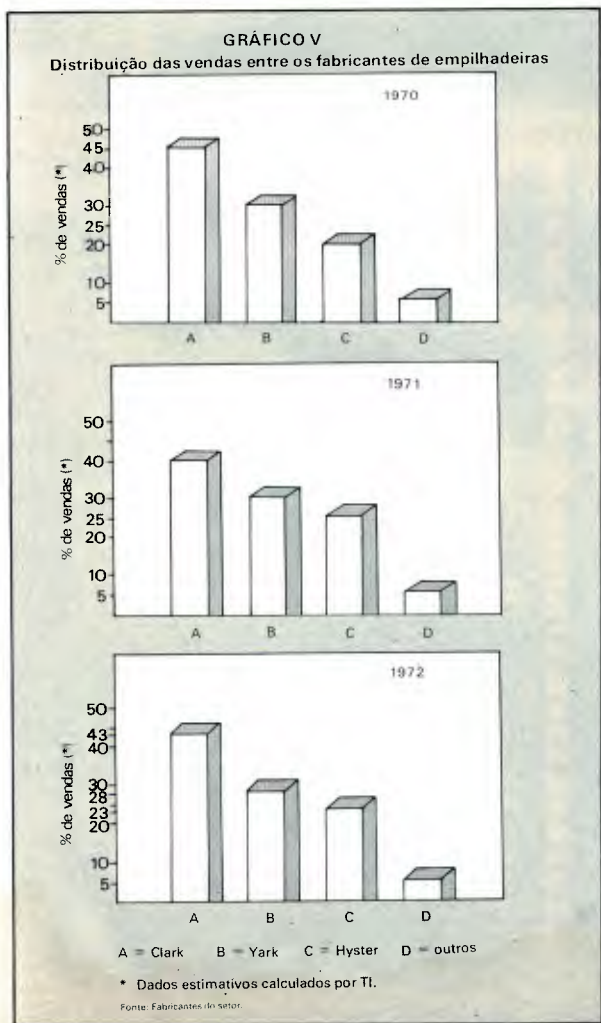 GRÁFICO V
Distribuição das vendas entre os fabricantes de empilhadeiras
1970
% de vendas (*)
50
45
40
30
25
20
10
5
A B C D
1971
% de vendas (*)
50
40
30
25
20
10
5
A B C D
1972
% de vendas (*)
50
43
40
30
28
23
20
10
5
A B C D
A = Clark B = Yark C = Hyster D = outros
* Dados estimativos calculados por TI.
Fonte: Fabricantes do setor.